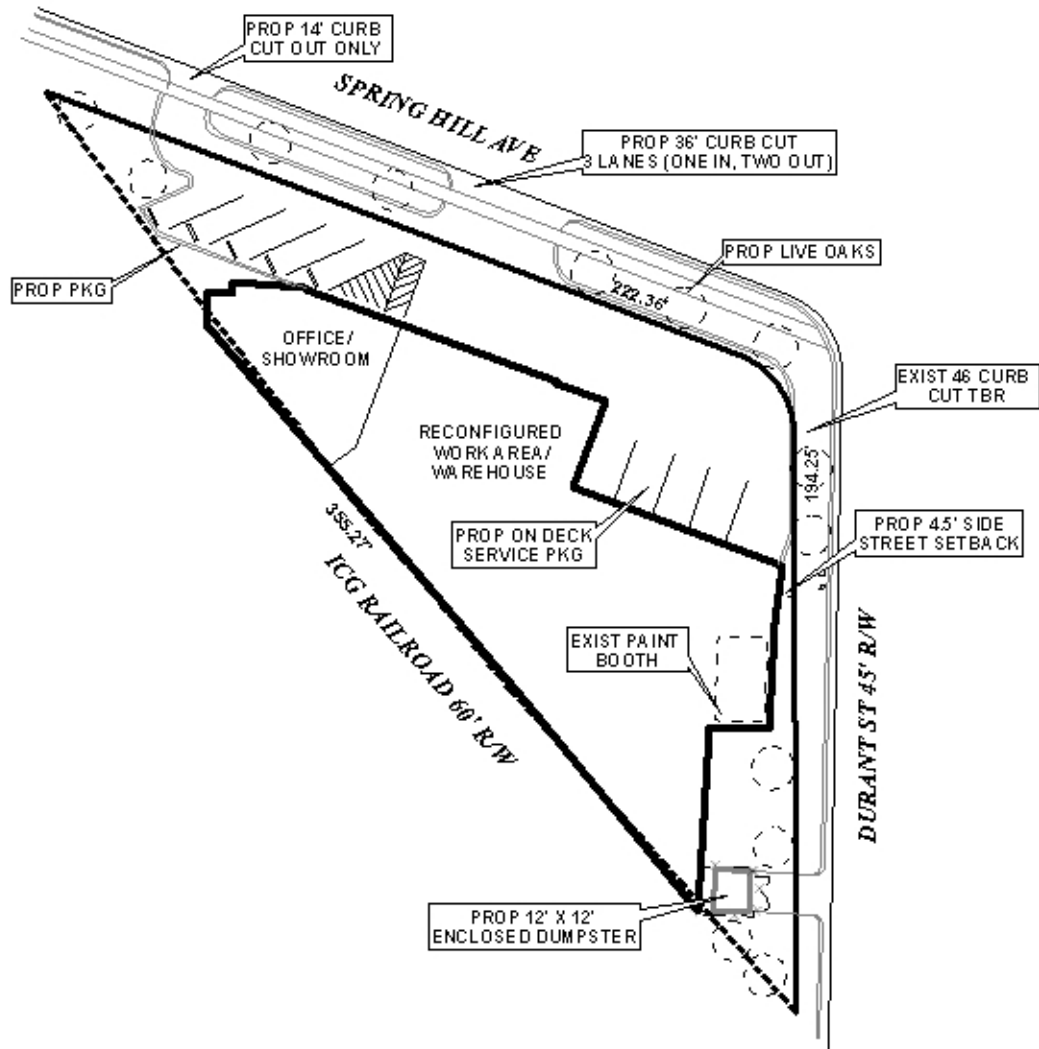 PROP 14' CURB
CUT OUT ONLY
SPRING HILL AVE
PROP 36' CURB CUT
3 LANES (ONE IN, TWO OUT)
PROP LIVE OAKS
PROP PKG
222.36'
OFFICE/
SHOWROOM
EXIST 46 CURB
CUT TBR
RECONFIGURED
WORK AREA/
WAREHOUSE
194.25'
355.27'
PROP ON DECK
SERVICE PKG
PROP 4.5' SIDE
STREET SETBACK
ICG RAILROAD 60' R/W
EXIST PAINT
BOOTH
DURANT ST 45' R/W
PROP 12' X 12'
ENCLOSED DUMPSTER